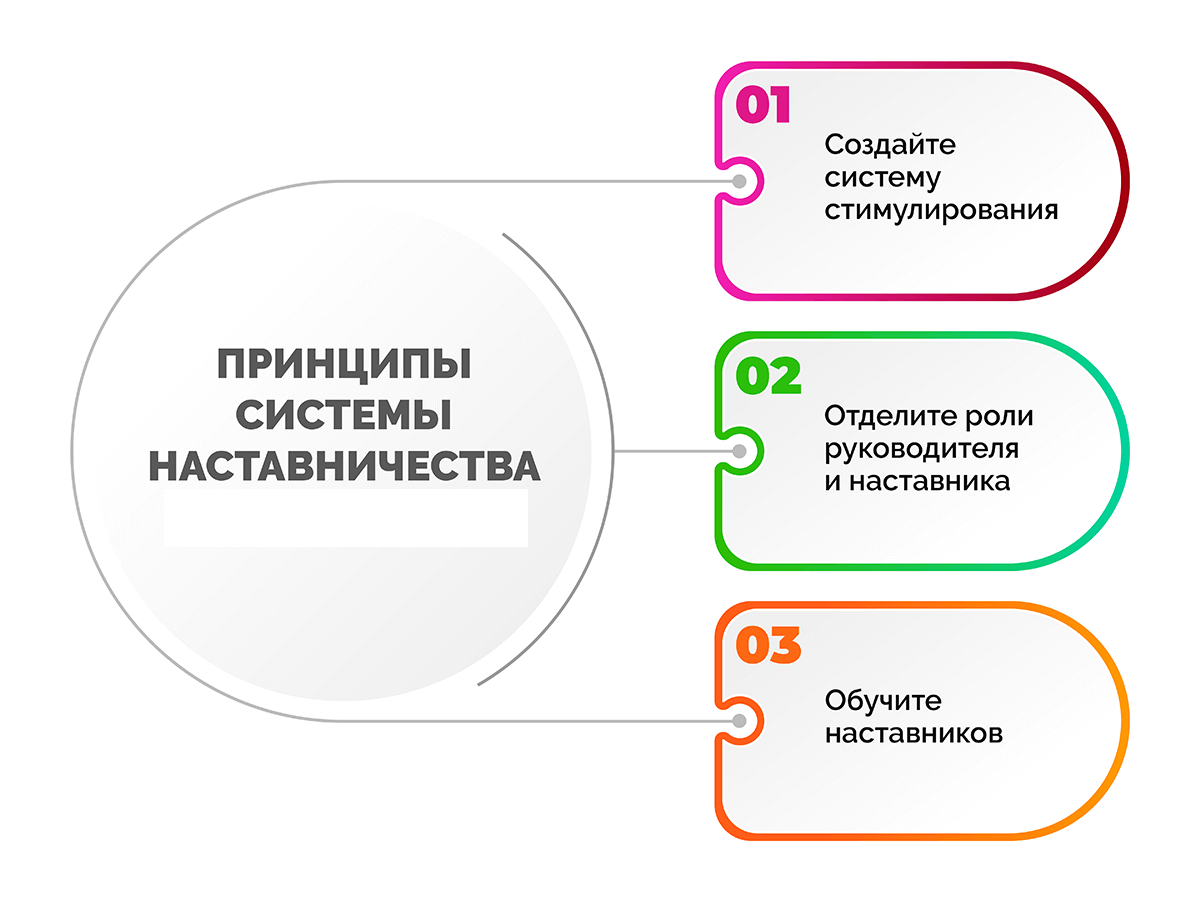 ПРИНЦИПЫ
СИСТЕМЫ
НАСТАВНИЧЕСТВА
01
Создайте
систему
стимулирования
02
Отделите роли
руководителя
и наставника
03
Обучите
наставников